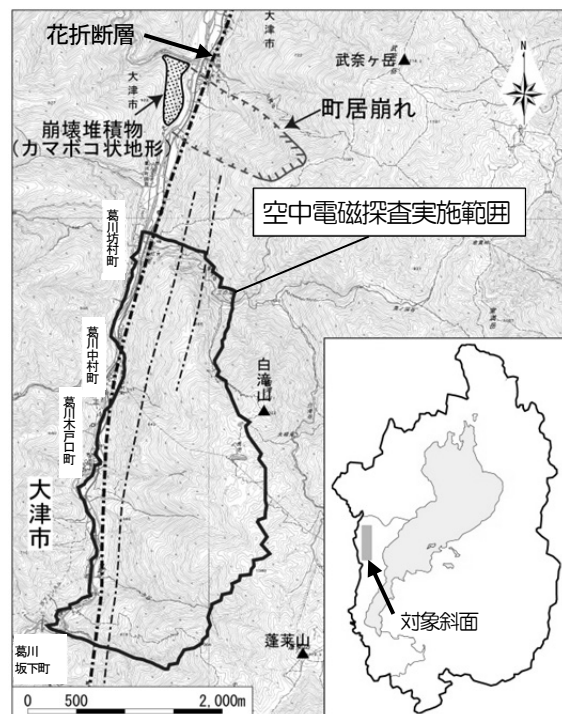 花折断層
大津市
武奈ヶ岳
N
大津市
町居崩れ
崩壊堆積物
(カマボコ状地形
空中電磁探査実施範囲
葛川坊村町
葛川中村町
白滝山
葛川木戸口町
大津市
対象斜面
蓬莱山
葛川
坂下町
0 500 2,000m